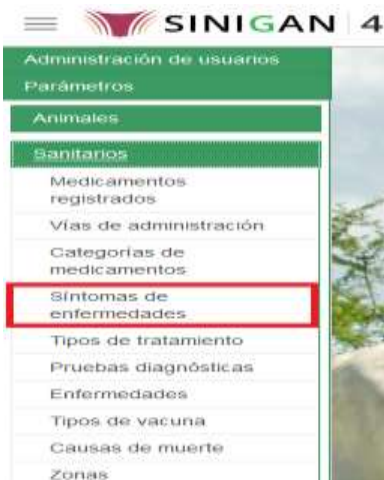 SINIGAN 4
Administración de usuarios
Parámetros
Animales
Sanitarios
Medicamentos
registrados
Vías de administración
Categorías de
medicamentos
Síntomas de
enfermedades
Tipos de tratamiento
Pruebas diagnósticas
Enfermedades
Tipos de vacuna
Causas de muerte
Zonas